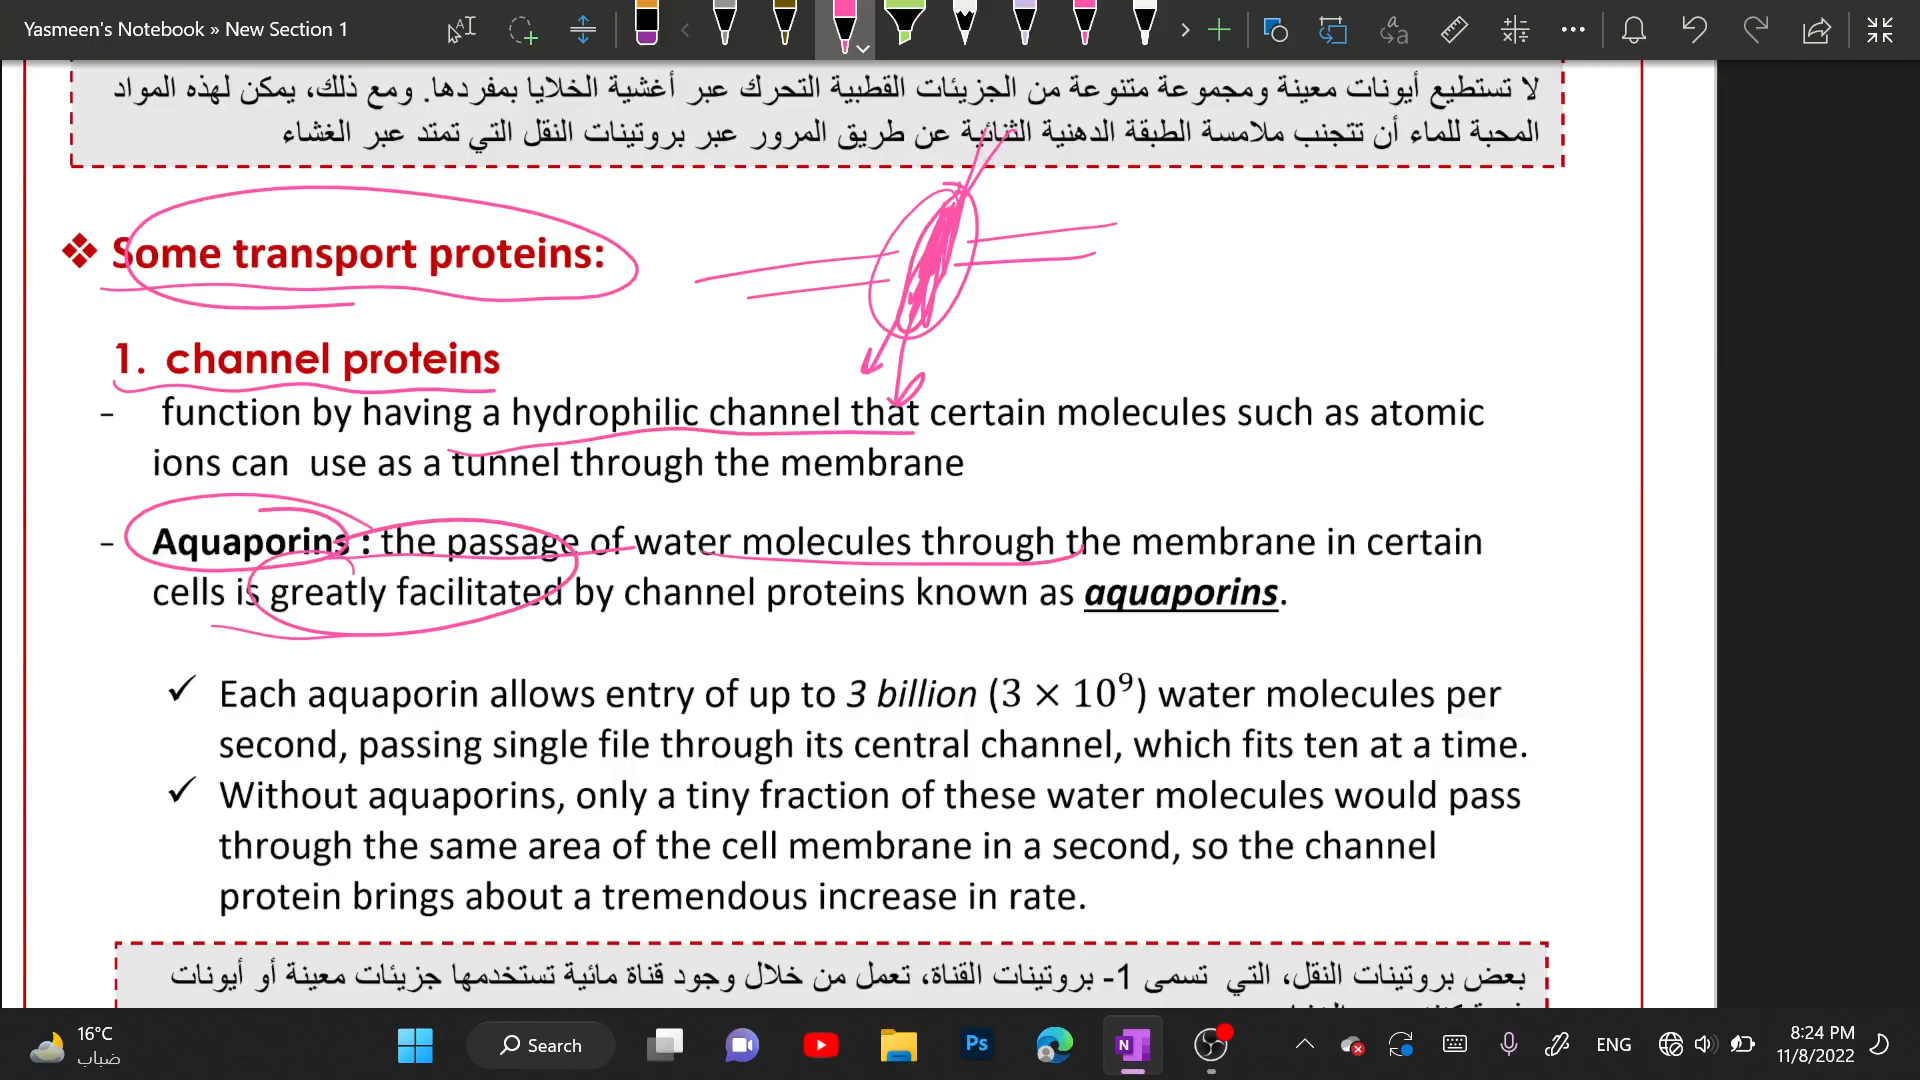 Yasmeen's Notebook » New Section 1
لا تستطيع أيونات معينة ومجموعة متنوعة من الجزيئات القطبية التحرك عبر أغشية الخلايا بمفردها. ومع ذلك، يمكن لهذه المواد
المحبة للماء أن تتجنب ملامسة الطبقة الدهنية الثنائية عن طريق المرور عبر بروتينات النقل التي تمتد عبر الغشاء
❖ Some transport proteins:
1. channel proteins
- function by having a hydrophilic channel that certain molecules such as atomic
ions can use as a tunnel through the membrane
- Aquaporins : the passage of water molecules through the membrane in certain
cells is greatly facilitated by channel proteins known as aquaporins.
✓ Each aquaporin allows entry of up to 3 billion (3 × 10⁹) water molecules per
second, passing single file through its central channel, which fits ten at a time.
✓ Without aquaporins, only a tiny fraction of these water molecules would pass
through the same area of the cell membrane in a second, so the channel
protein brings about a tremendous increase in rate.
بعض بروتينات النقل، التي تسمى 1- بروتينات القناة، تعمل من خلال وجود قناة مائية تستخدمها جزيئات معينة أو أيونات
16°C
ضباب
Search
Ps
N
ENG
8:24 PM
11/8/2022